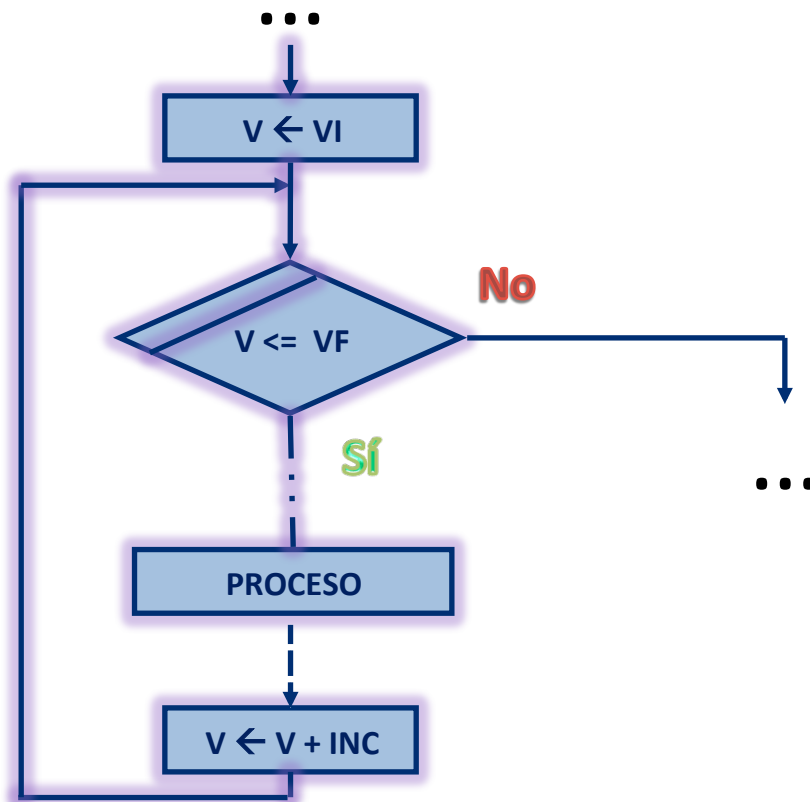 ...
V ← VI
No
V <= VF
Sí
...
PROCESO
V ← V + INC